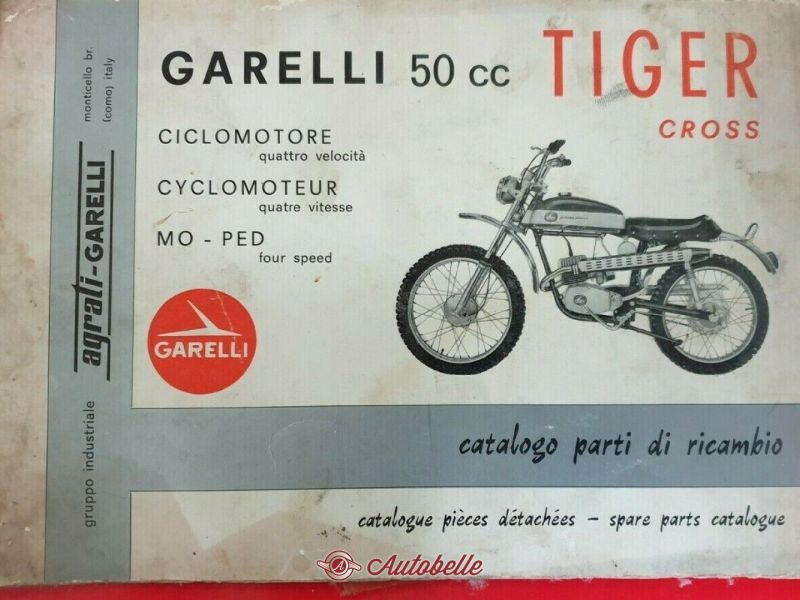 GARELLI 50 cc TIGER
CROSS
CICLOMOTORE
quattro velocità
CYCLOMOTEUR
quatre vitesse
MO - PED
four speed
GARELLI
gruppo industriale
agrati-GARELLI
monticello br.
(como) italy
catalogo parti di ricambio
catalogue pièces détachées - spare parts catalogue
Autobelle